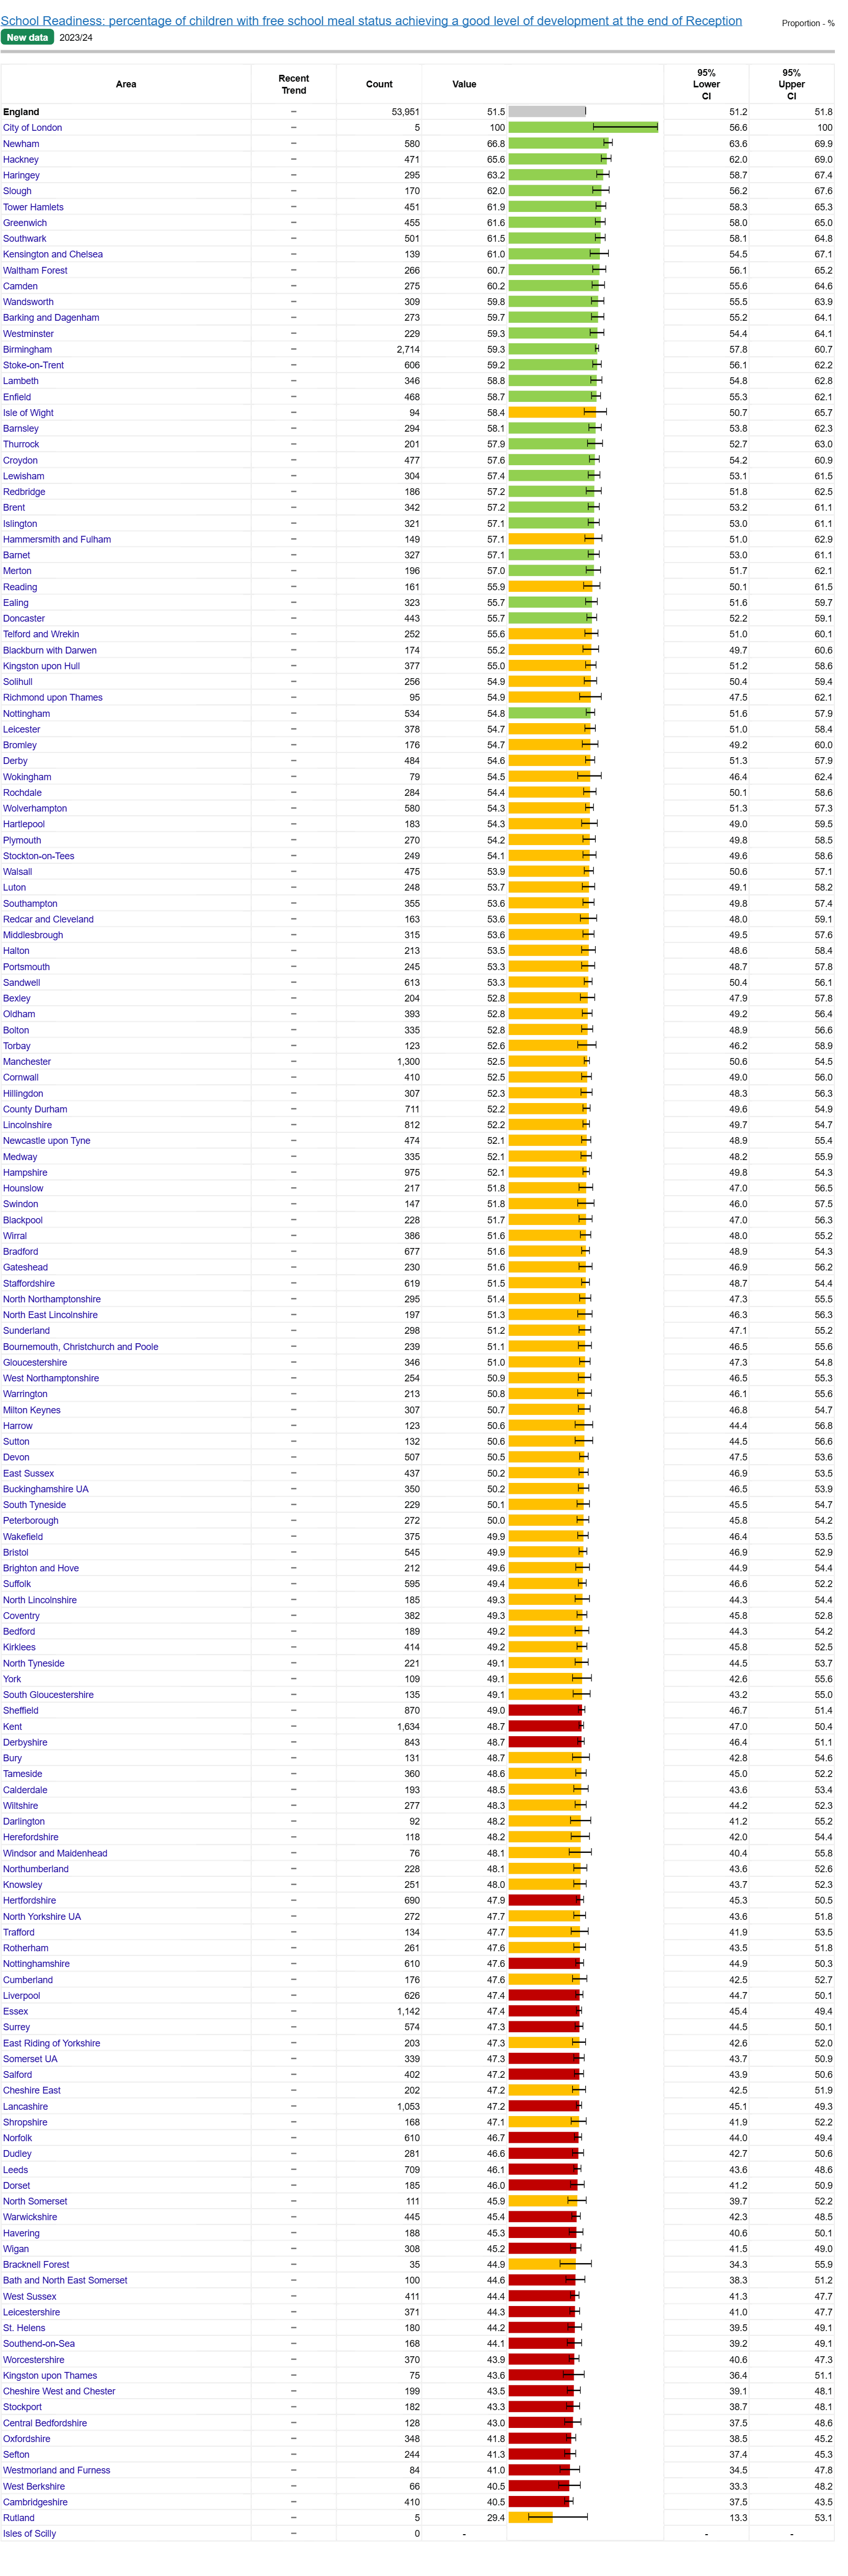 School Readiness: percentage of children with free school meal status achieving a good level of development at the end of Reception Proportion - %
New data 2023/24
Area Recent Trend Count Value 95% Lower CI 95% Upper CI
England – 53,951 51.5 51.2 51.8
City of London – 5 100 56.6 100
Newham – 580 66.8 63.6 69.9
Hackney – 471 65.6 62.0 69.0
Haringey – 295 63.2 58.7 67.4
Slough – 170 62.0 56.2 67.6
Tower Hamlets – 451 61.9 58.3 65.3
Greenwich – 455 61.6 58.0 65.0
Southwark – 501 61.5 58.1 64.8
Kensington and Chelsea – 139 61.0 54.5 67.1
Waltham Forest – 266 60.7 56.1 65.2
Camden – 275 60.2 55.6 64.6
Wandsworth – 309 59.8 55.5 63.9
Barking and Dagenham – 273 59.7 55.2 64.1
Westminster – 229 59.3 54.4 64.1
Birmingham – 2,714 59.3 57.8 60.7
Stoke-on-Trent – 606 59.2 56.1 62.2
Lambeth – 346 58.8 54.8 62.8
Enfield – 468 58.7 55.3 62.1
Isle of Wight – 94 58.4 50.7 65.7
Barnsley – 294 58.1 53.8 62.3
Thurrock – 201 57.9 52.7 63.0
Croydon – 477 57.6 54.2 60.9
Lewisham – 304 57.4 53.1 61.5
Redbridge – 186 57.2 51.8 62.5
Brent – 342 57.2 53.2 61.1
Islington – 321 57.1 53.0 61.1
Hammersmith and Fulham – 149 57.1 51.0 62.9
Barnet – 327 57.1 53.0 61.1
Merton – 196 57.0 51.7 62.1
Reading – 161 55.9 50.1 61.5
Ealing – 323 55.7 51.6 59.7
Doncaster – 443 55.7 52.2 59.1
Telford and Wrekin – 252 55.6 51.0 60.1
Blackburn with Darwen – 174 55.2 49.7 60.6
Kingston upon Hull – 377 55.0 51.2 58.6
Solihull – 256 54.9 50.4 59.4
Richmond upon Thames – 95 54.9 47.5 62.1
Nottingham – 534 54.8 51.6 57.9
Leicester – 378 54.7 51.0 58.4
Bromley – 176 54.7 49.2 60.0
Derby – 484 54.6 51.3 57.9
Wokingham – 79 54.5 46.4 62.4
Rochdale – 284 54.4 50.1 58.6
Wolverhampton – 580 54.3 51.3 57.3
Hartlepool – 183 54.3 49.0 59.5
Plymouth – 270 54.2 49.8 58.5
Stockton-on-Tees – 249 54.1 49.6 58.6
Walsall – 475 53.9 50.6 57.1
Luton – 248 53.7 49.1 58.2
Southampton – 355 53.6 49.8 57.4
Redcar and Cleveland – 163 53.6 48.0 59.1
Middlesbrough – 315 53.6 49.5 57.6
Halton – 213 53.5 48.6 58.4
Portsmouth – 245 53.3 48.7 57.8
Sandwell – 613 53.3 50.4 56.1
Bexley – 204 52.8 47.9 57.8
Oldham – 393 52.8 49.2 56.4
Bolton – 335 52.8 48.9 56.6
Torbay – 123 52.6 46.2 58.9
Manchester – 1,300 52.5 50.6 54.5
Cornwall – 410 52.5 49.0 56.0
Hillingdon – 307 52.3 48.3 56.3
County Durham – 711 52.2 49.6 54.9
Lincolnshire – 812 52.2 49.7 54.7
Newcastle upon Tyne – 474 52.1 48.9 55.4
Medway – 335 52.1 48.2 55.9
Hampshire – 975 52.1 49.8 54.3
Hounslow – 217 51.8 47.0 56.5
Swindon – 147 51.8 46.0 57.5
Blackpool – 228 51.7 47.0 56.3
Wirral – 386 51.6 48.0 55.2
Bradford – 677 51.6 48.9 54.3
Gateshead – 230 51.6 46.9 56.2
Staffordshire – 619 51.5 48.7 54.4
North Northamptonshire – 295 51.4 47.3 55.5
North East Lincolnshire – 197 51.3 46.3 56.3
Sunderland – 298 51.2 47.1 55.2
Bournemouth, Christchurch and Poole – 239 51.1 46.5 55.6
Gloucestershire – 346 51.0 47.3 54.8
West Northamptonshire – 254 50.9 46.5 55.3
Warrington – 213 50.8 46.1 55.6
Milton Keynes – 307 50.7 46.8 54.7
Harrow – 123 50.6 44.4 56.8
Sutton – 132 50.6 44.5 56.6
Devon – 507 50.5 47.5 53.6
East Sussex – 437 50.2 46.9 53.5
Buckinghamshire UA – 350 50.2 46.5 53.9
South Tyneside – 229 50.1 45.5 54.7
Peterborough – 272 50.0 45.8 54.2
Wakefield – 375 49.9 46.4 53.5
Bristol – 545 49.9 46.9 52.9
Brighton and Hove – 212 49.6 44.9 54.4
Suffolk – 595 49.4 46.6 52.2
North Lincolnshire – 185 49.3 44.3 54.4
Coventry – 382 49.3 45.8 52.8
Bedford – 189 49.2 44.3 54.2
Kirklees – 414 49.2 45.8 52.5
North Tyneside – 221 49.1 44.5 53.7
York – 109 49.1 42.6 55.6
South Gloucestershire – 135 49.1 43.2 55.0
Sheffield – 870 49.0 46.7 51.4
Kent – 1,634 48.7 47.0 50.4
Derbyshire – 843 48.7 46.4 51.1
Bury – 131 48.7 42.8 54.6
Tameside – 360 48.6 45.0 52.2
Calderdale – 193 48.5 43.6 53.4
Wiltshire – 277 48.3 44.2 52.3
Darlington – 92 48.2 41.2 55.2
Herefordshire – 118 48.2 42.0 54.4
Windsor and Maidenhead – 76 48.1 40.4 55.8
Northumberland – 228 48.1 43.6 52.6
Knowsley – 251 48.0 43.7 52.3
Hertfordshire – 690 47.9 45.3 50.5
North Yorkshire UA – 272 47.7 43.6 51.8
Trafford – 134 47.7 41.9 53.5
Rotherham – 261 47.6 43.5 51.8
Nottinghamshire – 610 47.6 44.9 50.3
Cumberland – 176 47.6 42.5 52.7
Liverpool – 626 47.4 44.7 50.1
Essex – 1,142 47.4 45.4 49.4
Surrey – 574 47.3 44.5 50.1
East Riding of Yorkshire – 203 47.3 42.6 52.0
Somerset UA – 339 47.3 43.7 50.9
Salford – 402 47.2 43.9 50.6
Cheshire East – 202 47.2 42.5 51.9
Lancashire – 1,053 47.2 45.1 49.3
Shropshire – 168 47.1 41.9 52.2
Norfolk – 610 46.7 44.0 49.4
Dudley – 281 46.6 42.7 50.6
Leeds – 709 46.1 43.6 48.6
Dorset – 185 46.0 41.2 50.9
North Somerset – 111 45.9 39.7 52.2
Warwickshire – 445 45.4 42.3 48.5
Havering – 188 45.3 40.6 50.1
Wigan – 308 45.2 41.5 49.0
Bracknell Forest – 35 44.9 34.3 55.9
Bath and North East Somerset – 100 44.6 38.3 51.2
West Sussex – 411 44.4 41.3 47.7
Leicestershire – 371 44.3 41.0 47.7
St. Helens – 180 44.2 39.5 49.1
Southend-on-Sea – 168 44.1 39.2 49.1
Worcestershire – 370 43.9 40.6 47.3
Kingston upon Thames – 75 43.6 36.4 51.1
Cheshire West and Chester – 199 43.5 39.1 48.1
Stockport – 182 43.3 38.7 48.1
Central Bedfordshire – 128 43.0 37.5 48.6
Oxfordshire – 348 41.8 38.5 45.2
Sefton – 244 41.3 37.4 45.3
Westmorland and Furness – 84 41.0 34.5 47.8
West Berkshire – 66 40.5 33.3 48.2
Cambridgeshire – 410 40.5 37.5 43.5
Rutland – 5 29.4 13.3 53.1
Isles of Scilly – 0 - - -